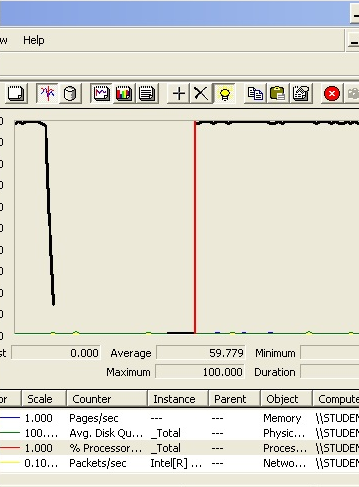 w Help
st 0.000 Average 59.779 Minimum
Maximum 100.000 Duration
or Scale Counter Instance Parent Object Compute
1.000 Pages/sec --- --- Memory \\STUDEN
100.... Avg. Disk Qu... _Total --- Physic... \\STUDEN
1.000 % Processor... _Total --- Proces... \\STUDEN
0.10... Packets/sec Intel[R] ... --- Netwo... \\STUDEN